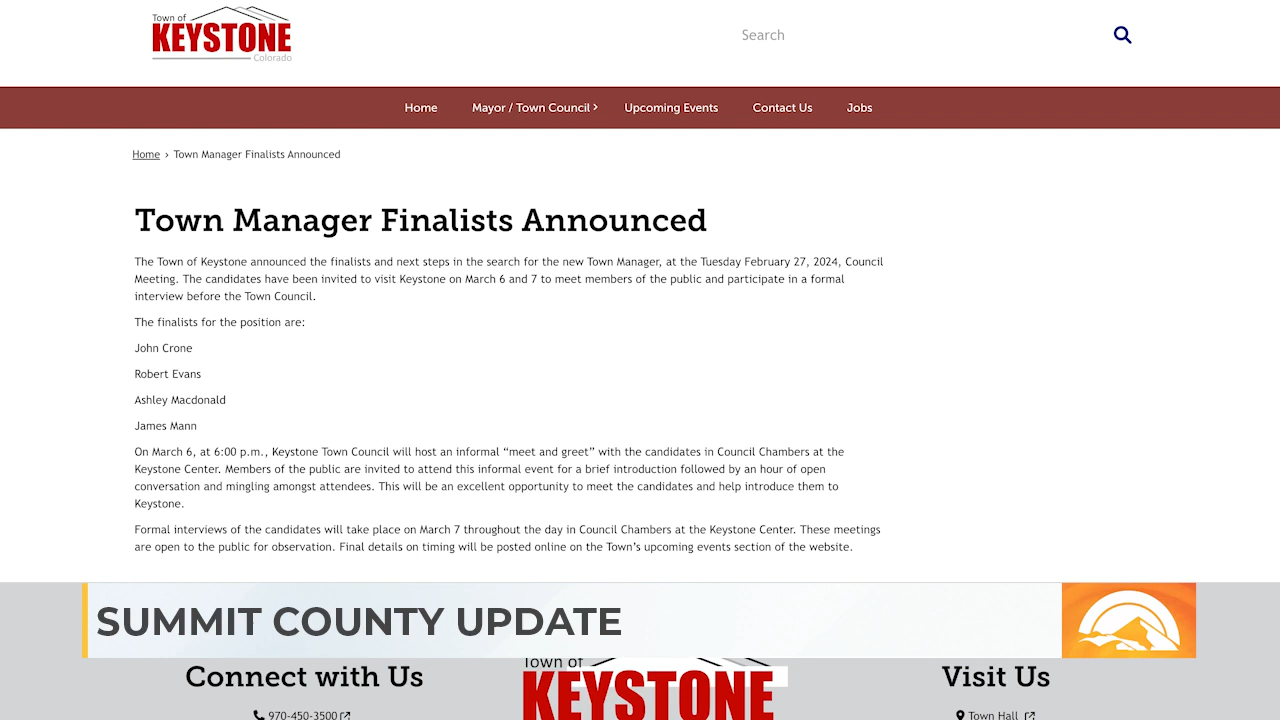 Town of
KEYSTONE
Colorado
Search
Home Mayor / Town Council › Upcoming Events Contact Us Jobs
Home › Town Manager Finalists Announced
Town Manager Finalists Announced
The Town of Keystone announced the finalists and next steps in the search for the new Town Manager, at the Tuesday February 27, 2024, Council
Meeting. The candidates have been invited to visit Keystone on March 6 and 7 to meet members of the public and participate in a formal
interview before the Town Council.
The finalists for the position are:
John Crone
Robert Evans
Ashley Macdonald
James Mann
On March 6, at 6:00 p.m., Keystone Town Council will host an informal “meet and greet” with the candidates in Council Chambers at the
Keystone Center. Members of the public are invited to attend this informal event for a brief introduction followed by an hour of open
conversation and mingling amongst attendees. This will be an excellent opportunity to meet the candidates and help introduce them to
Keystone.
Formal interviews of the candidates will take place on March 7 throughout the day in Council Chambers at the Keystone Center. These meetings
are open to the public for observation. Final details on timing will be posted online on the Town’s upcoming events section of the website.
SUMMIT COUNTY UPDATE
Connect with Us
970-450-3500
Town of
KEYSTONE
Visit Us
Town Hall